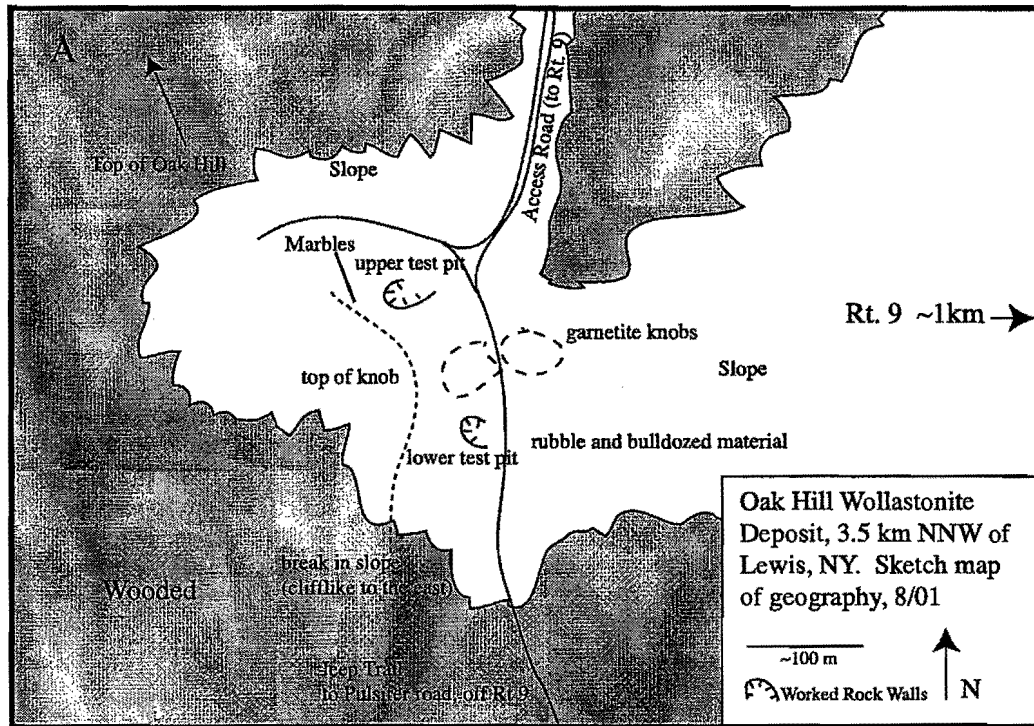 A
Top of Oak Hill
Slope
Access Road (to Rt. 9)
Marbles
upper test pit
Rt. 9 ~1km
garnetite knobs
top of knob
Slope
lower test pit
rubble and bulldozed material
break in slope
(clifflike to the east)
Wooded
Jeep Trail
to Pulsifer road, off Rt 9
Oak Hill Wollastonite
Deposit, 3.5 km NNW of
Lewis, NY. Sketch map
of geography, 8/01
~100 m
Worked Rock Walls
N